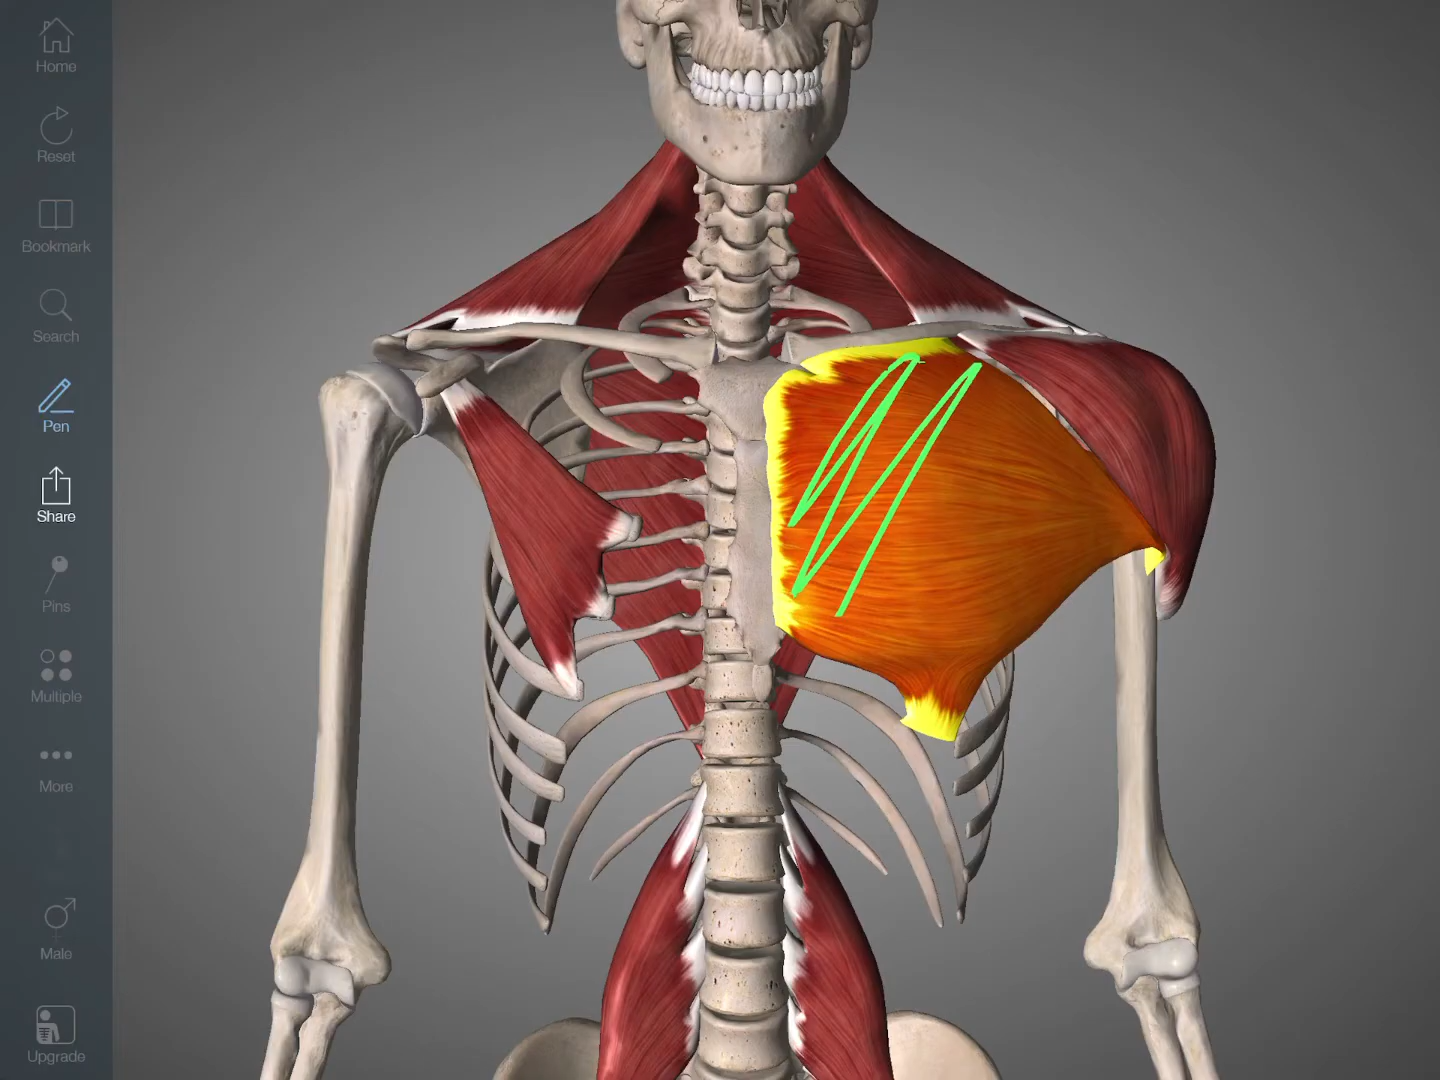 Home
Reset
Bookmark
Search
Pen
Share
Pins
Multiple
More
Male
Upgrade